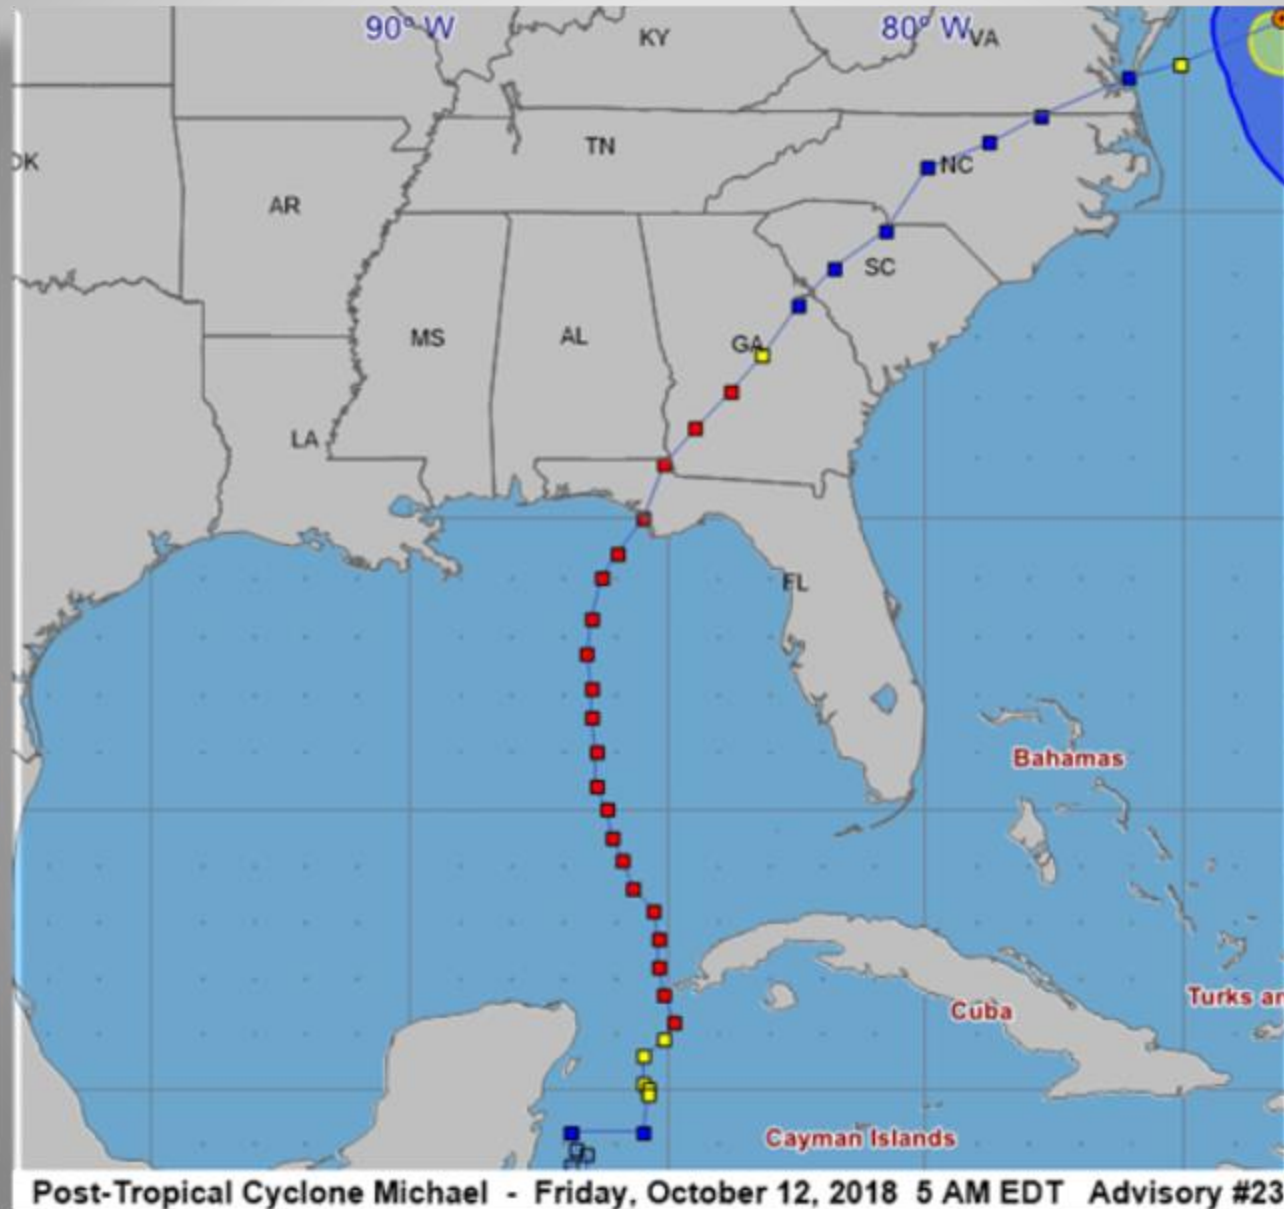 90° W
80° W
KY
VA
OK
TN
NC
AR
SC
MS
AL
GA
LA
FL
Bahamas
Turks an
Cuba
Cayman Islands
Post-Tropical Cyclone Michael - Friday, October 12, 2018 5 AM EDT Advisory #23